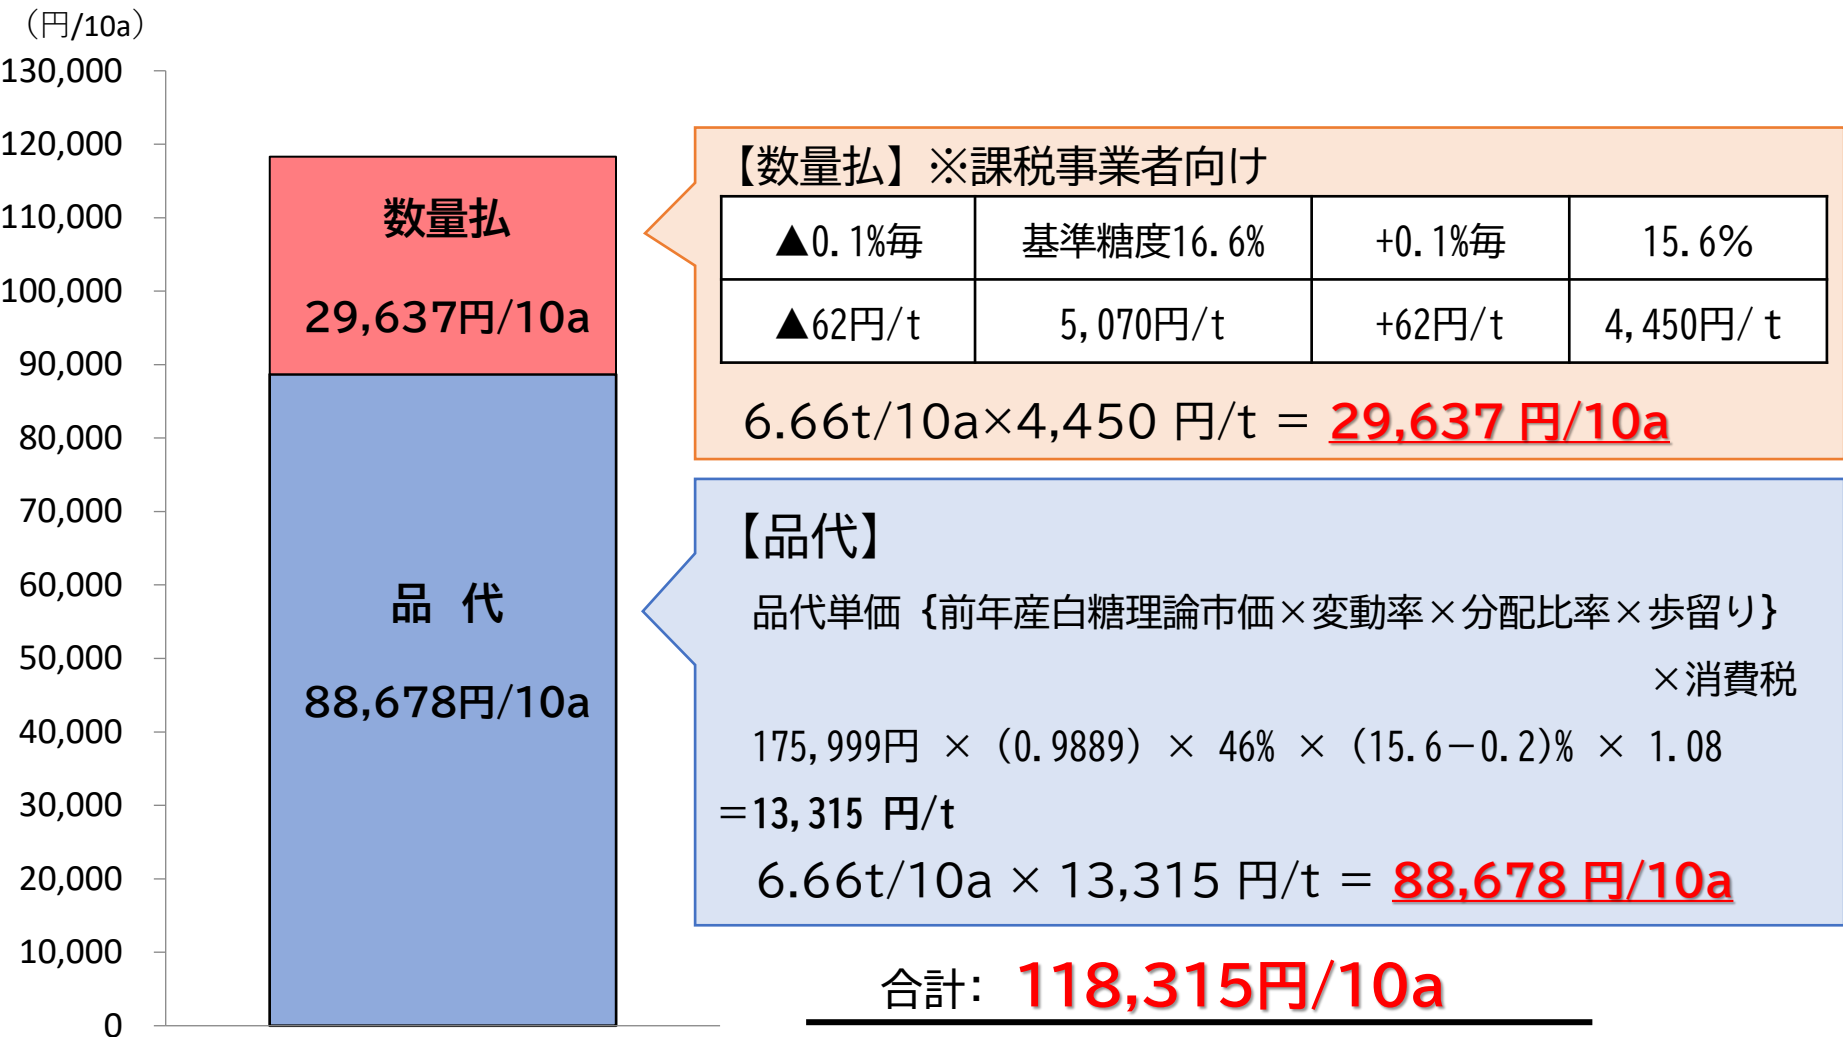 （円/10a）
130,000
120,000
110,000
100,000
90,000
80,000
70,000
60,000
50,000
40,000
30,000
20,000
10,000
0
数量払
29,637円/10a
品 代
88,678円/10a
【数量払】※課税事業者向け
▲0.1%毎 基準糖度16.6% +0.1%毎 15.6%
▲62円/t 5,070円/t +62円/t 4,450円/t
6.66t/10a×4,450 円/t = 29,637 円/10a
【品代】
品代単価 {前年産白糖理論市価×変動率×分配比率×歩留り}
×消費税
175,999円 × (0.9889) × 46% × (15.6－0.2)% × 1.08
＝13,315 円/t
6.66t/10a × 13,315 円/t = 88,678 円/10a
合計: 118,315円/10a